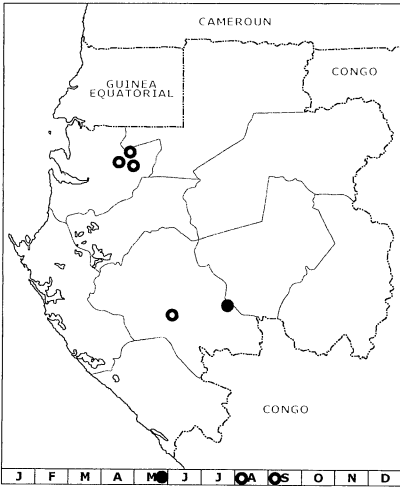 CAMEROUN
CONGO
GUINEA
EQUATORIAL
CONGO
J F M A M J J A S O N D